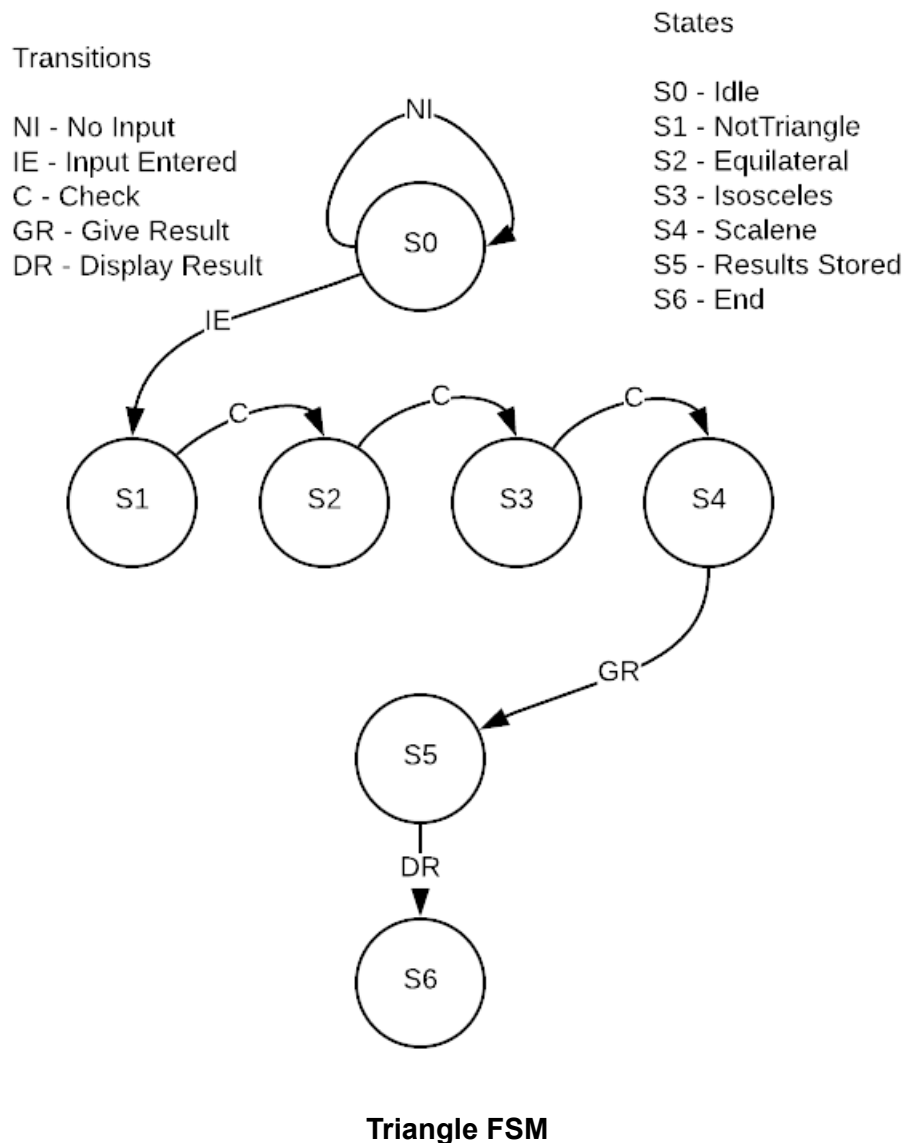 Transitions
NI - No Input
IE - Input Entered
C - Check
GR - Give Result
DR - Display Result
States
S0 - Idle
S1 - NotTriangle
S2 - Equilateral
S3 - Isosceles
S4 - Scalene
S5 - Results Stored
S6 - End
NI
S0
IE
C
C
C
S1
S2
S3
S4
GR
S5
DR
S6
Triangle FSM